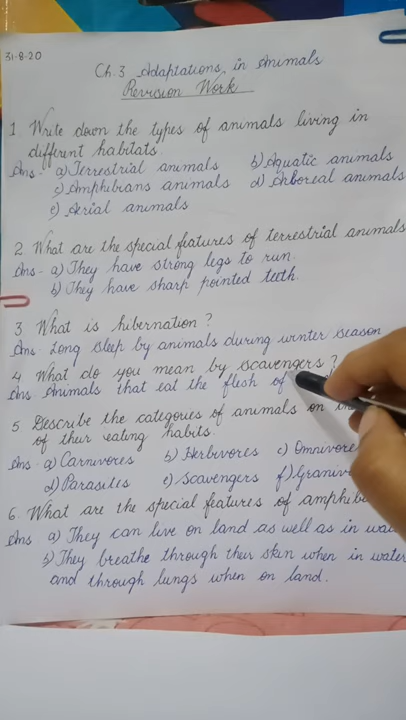 31-8-20
Ch.3 Adaptations in Animals
Revision Work
1. Write down the types of animals living in
different habitats.
Ans- a) Terrestrial animals b) Aquatic animals
c) Amphibians animals d) Arboreal animals
e) Aerial animals
2. What are the special features of terrestrial animals
Ans- a) They have strong legs to run.
b) They have sharp pointed teeth.
3. What is hibernation?
Ans. Long sleep by animals during winter season
4. What do you mean by scavengers?
Ans. Animals that eat the flesh of
5. Describe the categories of animals on
of their eating habits.
Ans- a) Carnivores b) Herbivores c) Omnivore
d) Parasites e) Scavengers f)
6. What are the special features of
Ans a) They can live on land as well as in
b) They breathe through their skin when in water
and through lungs when on land.